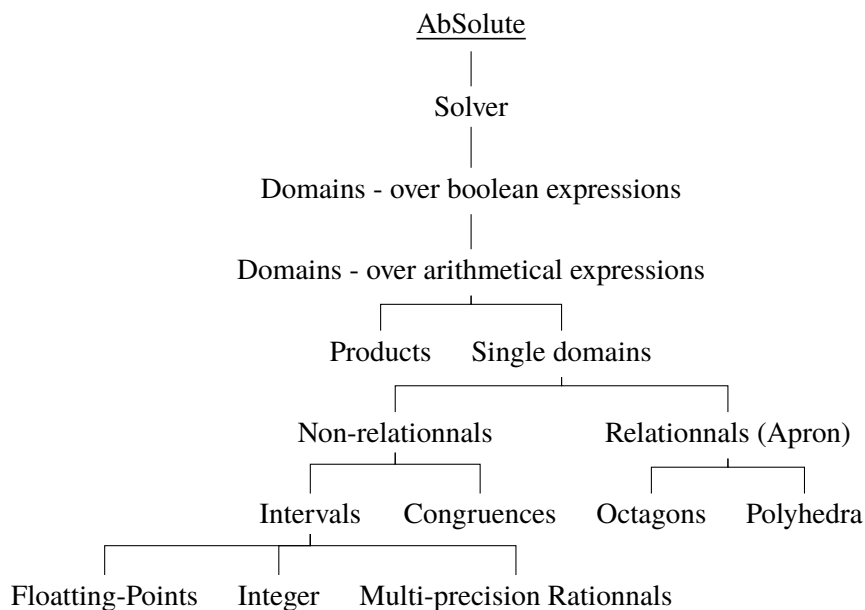 AbSolute
Solver
Domains - over boolean expressions
Domains - over arithmetical expressions
Products Single domains
Non-relationnals Relationnals (Apron)
Intervals Congruences Octagons Polyhedra
Floatting-Points Integer Multi-precision Rationnals